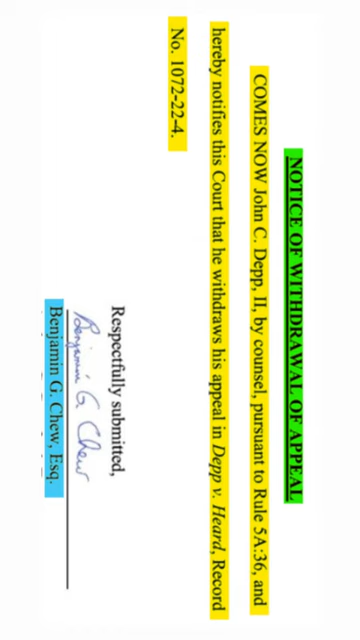 NOTICE OF WITHDRAWAL OF APPEAL
COMES NOW John C. Depp, II, by counsel, pursuant to Rule 5A:36, and
hereby notifies this Court that he withdraws his appeal in Depp v. Heard, Record
No. 1072-22-4.
Respectfully submitted,
Benjamin G. Chew
Benjamin G. Chew, Esq.